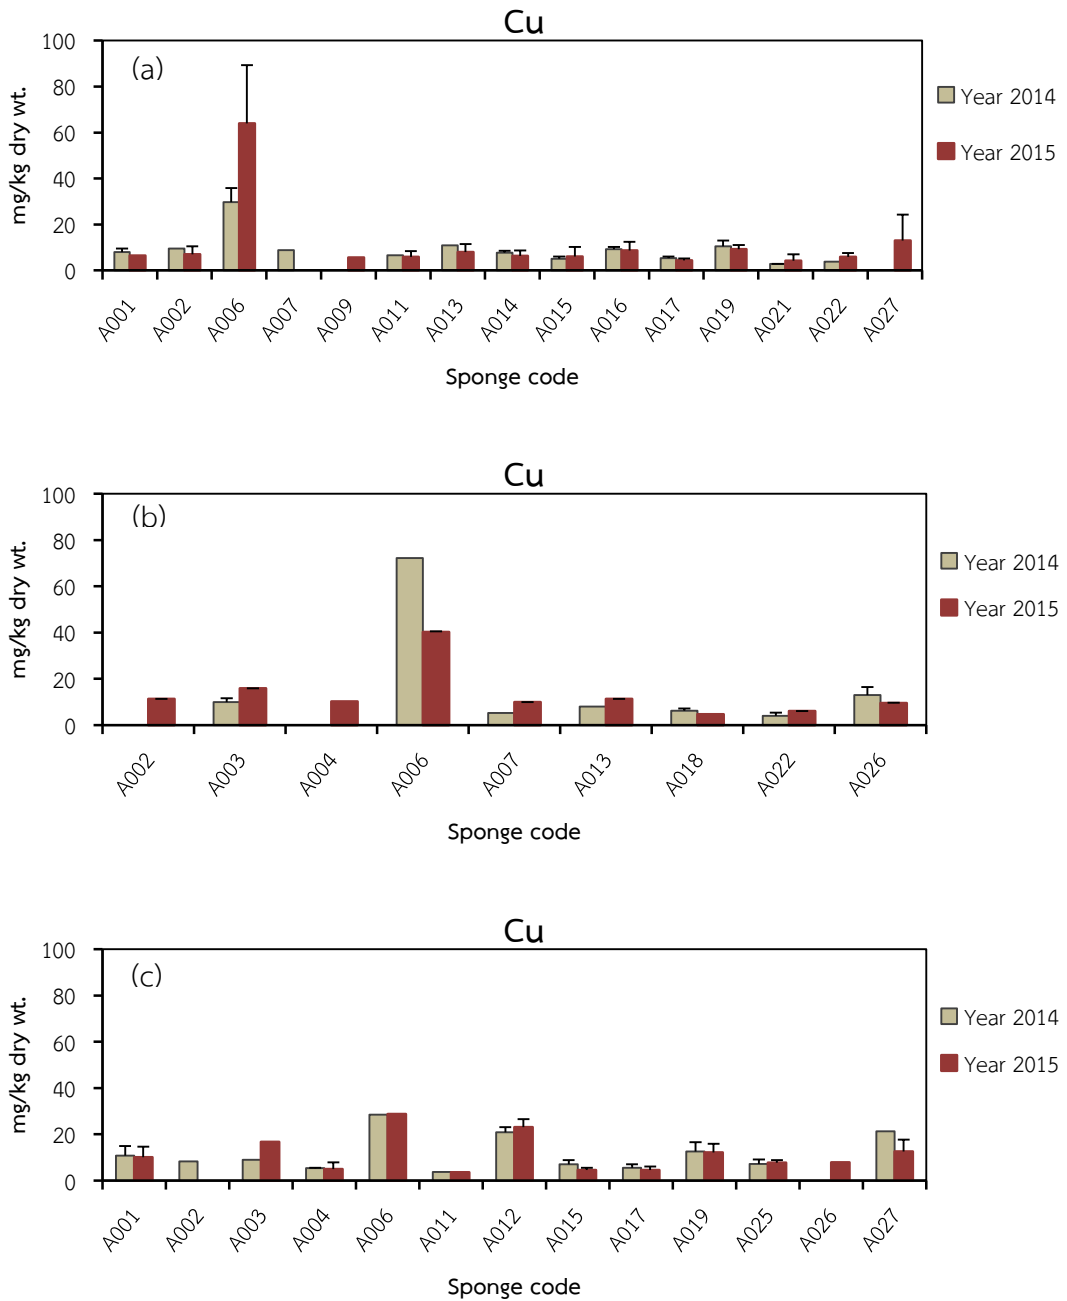 Cu
(a)
100
80
60
40
20
0
mg/kg dry wt.
Year 2014
Year 2015
A001 A002 A006 A007 A009 A011 A013 A014 A015 A016 A017 A019 A021 A022 A027
Sponge code
Cu
(b)
100
80
60
40
20
0
mg/kg dry wt.
Year 2014
Year 2015
A002 A003 A004 A006 A007 A013 A018 A022 A026
Sponge code
Cu
(c)
100
80
60
40
20
0
mg/kg dry wt.
Year 2014
Year 2015
A001 A002 A003 A004 A006 A011 A012 A015 A017 A019 A025 A026 A027
Sponge code